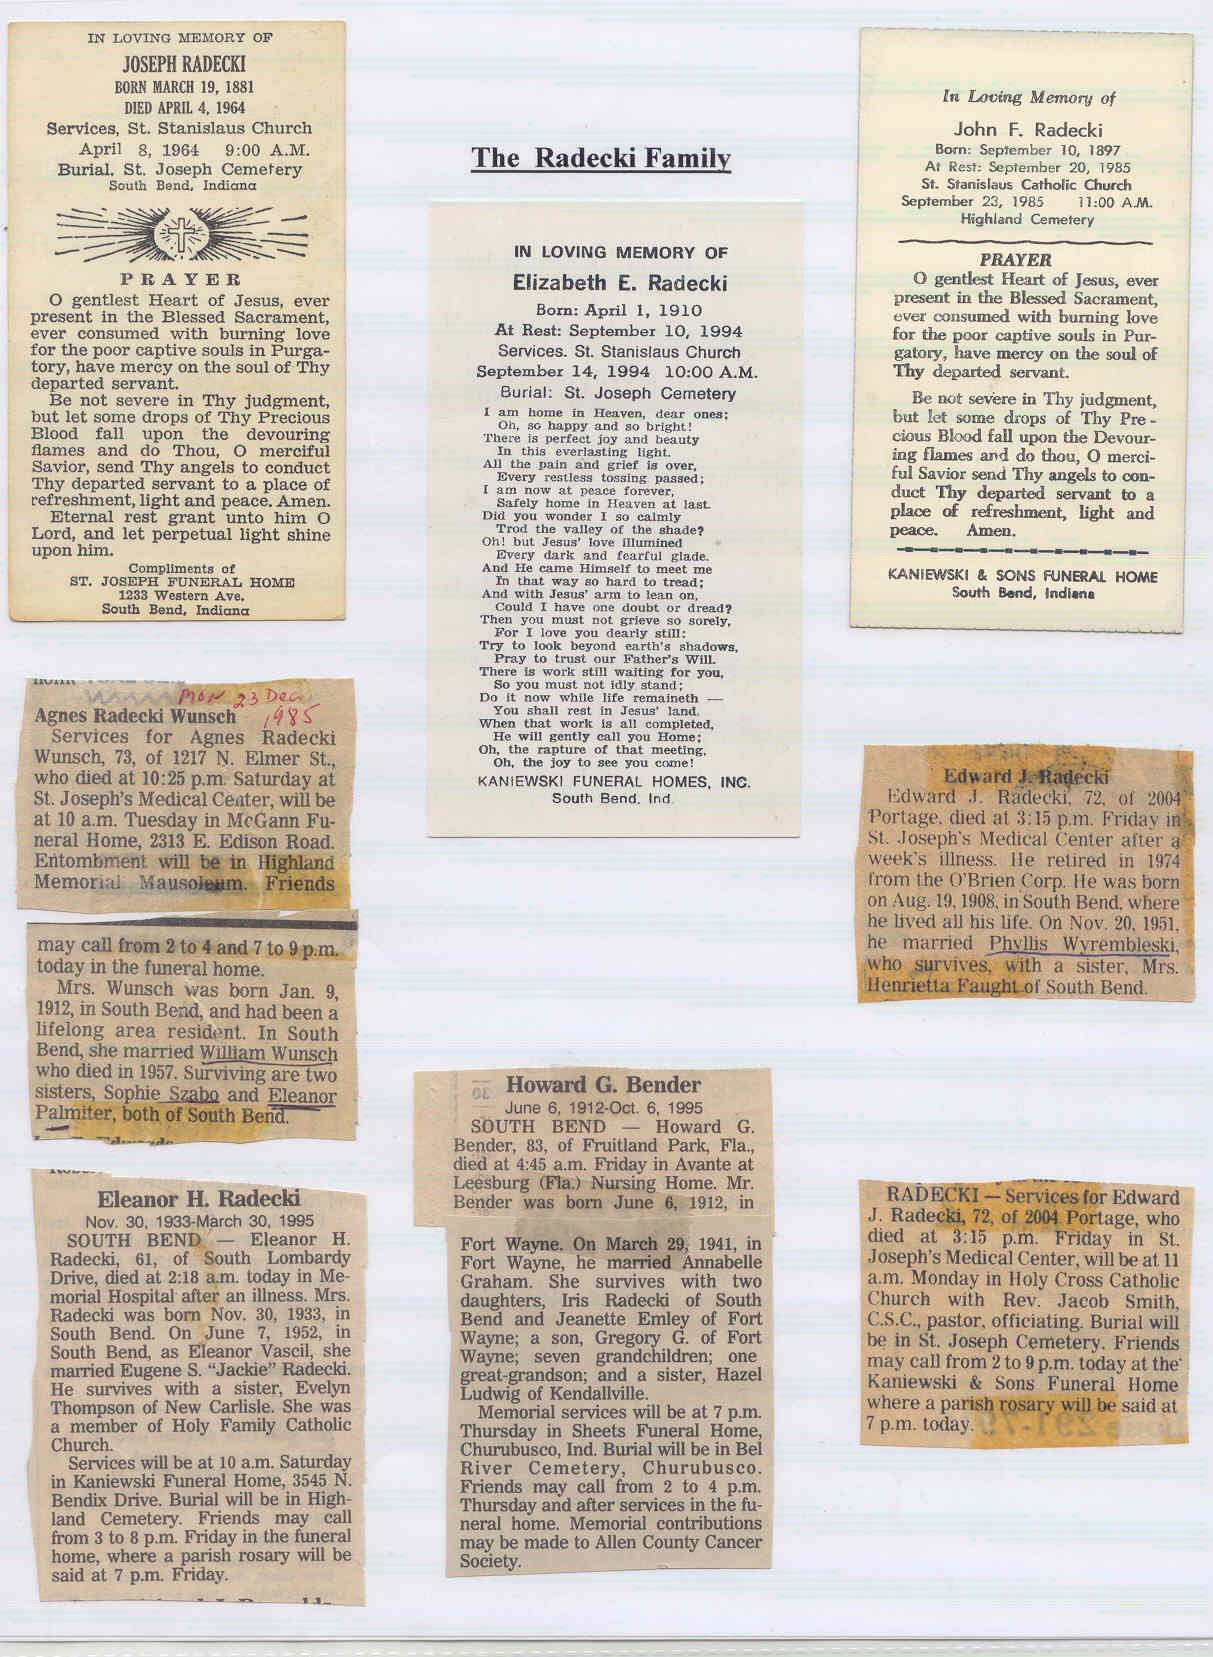 IN LOVING MEMORY OF
JOSEPH RADECKI
BORN MARCH 19, 1881
DIED APRIL 4, 1964
Services, St. Stanislaus Church
April 8, 1964 9:00 A.M.
Burial, St. Joseph Cemetery
South Bend, Indiana
PRAYER
O gentlest Heart of Jesus, ever
present in the Blessed Sacrament,
ever consumed with burning love
for the poor captive souls in Purga-
tory, have mercy on the soul of Thy
departed servant.
Be not severe in Thy judgment,
but let some drops of Thy Precious
Blood fall upon the devouring
flames and do Thou, O merciful
Savior, send Thy angels to conduct
Thy departed servant to a place of
refreshment, light and peace. Amen.
Eternal rest grant unto him O
Lord, and let perpetual light shine
upon him.
Compliments of
ST. JOSEPH FUNERAL HOME
1233 Western Ave.
South Bend, Indiana
The Radecki Family
IN LOVING MEMORY OF
Elizabeth E. Radecki
Born: April 1, 1910
At Rest: September 10, 1994
Services. St. Stanislaus Church
September 14, 1994 10:00 A.M.
Burial: St. Joseph Cemetery
I am home in Heaven, dear ones;
Oh, so happy and so bright!
There is perfect joy and beauty
In this everlasting light.
All the pain and grief is over,
Every restless tossing passed;
I am now at peace forever,
Safely home in Heaven at last.
Did you wonder I so calmly
Trod the valley of the shade?
Oh! but Jesus' love illumined
Every dark and fearful glade.
And He came Himself to meet me
In that way so hard to tread;
And with Jesus' arm to lean on,
Could I have one doubt or dread?
Then you must not grieve so sorely,
For I love you dearly still:
Try to look beyond earth's shadows,
Pray to trust our Father's Will.
There is work still waiting for you,
So you must not idly stand;
Do it now while life remaineth —
You shall rest in Jesus' land.
When that work is all completed,
He will gently call you Home;
Oh, the rapture of that meeting,
Oh, the joy to see you come!
KANIEWSKI FUNERAL HOMES, INC.
South Bend, Ind.
In Loving Memory of
John F. Radecki
Born: September 10, 1897
At Rest: September 20, 1985
St. Stanislaus Catholic Church
September 23, 1985 11:00 A.M.
Highland Cemetery
PRAYER
O gentlest Heart of Jesus, ever
present in the Blessed Sacrament,
ever consumed with burning love
for the poor captive souls in Pur-
gatory, have mercy on the soul of
Thy departed servant.
Be not severe in Thy judgment,
but let some drops of Thy Pre -
cious Blood fall upon the Devour-
ing flames and do thou, O merci-
ful Savior send Thy angels to con-
duct Thy departed servant to a
place of refreshment, light and
peace. Amen.
KANIEWSKI & SONS FUNERAL HOME
South Bend, Indiana
MON 23 Dec
1985
Agnes Radecki Wunsch
Services for Agnes Radecki
Wunsch, 73, of 1217 N. Elmer St.,
who died at 10:25 p.m. Saturday at
St. Joseph's Medical Center, will be
at 10 a.m. Tuesday in McGann Fu-
neral Home, 2313 E. Edison Road.
Entombment will be in Highland
Memorial Mausoleum. Friends
may call from 2 to 4 and 7 to 9 p.m.
today in the funeral home.
Mrs. Wunsch was born Jan. 9,
1912, in South Bend, and had been a
lifelong area resident. In South
Bend, she married William Wunsch
who died in 1957. Surviving are two
sisters, Sophie Szabo and Eleanor
Palmiter, both of South Bend.
Eleanor H. Radecki
Nov. 30, 1933-March 30, 1995
SOUTH BEND — Eleanor H.
Radecki, 61, of South Lombardy
Drive, died at 2:18 a.m. today in Me-
morial Hospital after an illness. Mrs.
Radecki was born Nov. 30, 1933, in
South Bend. On June 7, 1952, in
South Bend, as Eleanor Vascil, she
married Eugene S. "Jackie" Radecki.
He survives with a sister, Evelyn
Thompson of New Carlisle. She was
a member of Holy Family Catholic
Church.
Services will be at 10 a.m. Saturday
in Kaniewski Funeral Home, 3545 N.
Bendix Drive. Burial will be in High-
land Cemetery. Friends may call
from 3 to 8 p.m. Friday in the funeral
home, where a parish rosary will be
said at 7 p.m. Friday.
Howard G. Bender
June 6, 1912-Oct. 6, 1995
SOUTH BEND — Howard G.
Bender, 83, of Fruitland Park, Fla.,
died at 4:45 a.m. Friday in Avante at
Leesburg (Fla.) Nursing Home. Mr.
Bender was born June 6, 1912, in
Fort Wayne. On March 29, 1941, in
Fort Wayne, he married Annabelle
Graham. She survives with two
daughters, Iris Radecki of South
Bend and Jeanette Emley of Fort
Wayne; a son, Gregory G. of Fort
Wayne; seven grandchildren; one
great-grandson; and a sister, Hazel
Ludwig of Kendallville.
Memorial services will be at 7 p.m.
Thursday in Sheets Funeral Home,
Churubusco, Ind. Burial will be in Bel
River Cemetery, Churubusco.
Friends may call from 2 to 4 p.m.
Thursday and after services in the fu-
neral home. Memorial contributions
may be made to Allen County Cancer
Society.
Edward J. Radecki
Edward J. Radecki, 72, of 2004
Portage, died at 3:15 p.m. Friday in
St. Joseph's Medical Center after a
week's illness. He retired in 1974
from the O'Brien Corp. He was born
on Aug. 19, 1908, in South Bend, where
he lived all his life. On Nov. 20, 1951,
he married Phyllis Wyrembleski,
who survives, with a sister, Mrs.
Henrietta Faught of South Bend.
RADECKI — Services for Edward
J. Radecki, 72, of 2004 Portage, who
died at 3:15 p.m. Friday in St.
Joseph's Medical Center, will be at 11
a.m. Monday in Holy Cross Catholic
Church with Rev. Jacob Smith,
C.S.C., pastor, officiating. Burial will
be in St. Joseph Cemetery. Friends
may call from 2 to 9 p.m. today at the
Kaniewski & Sons Funeral Home
where a parish rosary will be said at
7 p.m. today.